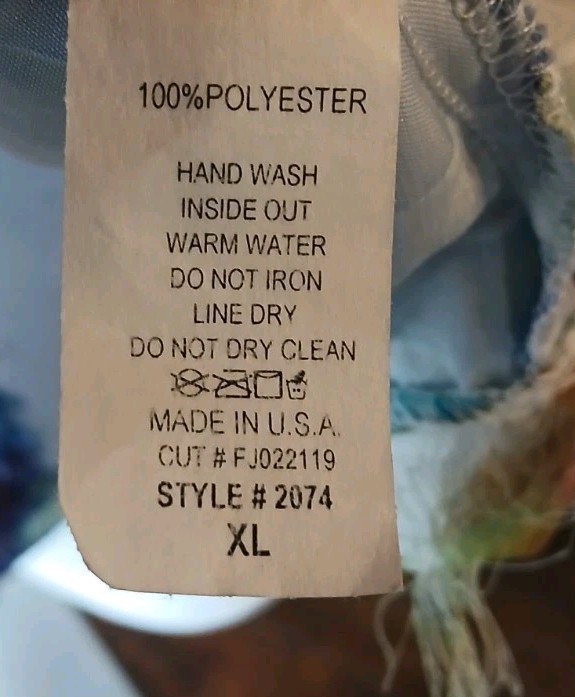 100%POLYESTER
HAND WASH
INSIDE OUT
WARM WATER
DO NOT IRON
LINE DRY
DO NOT DRY CLEAN
MADE IN U.S.A.
CUT # FJ022119
STYLE # 2074
XL